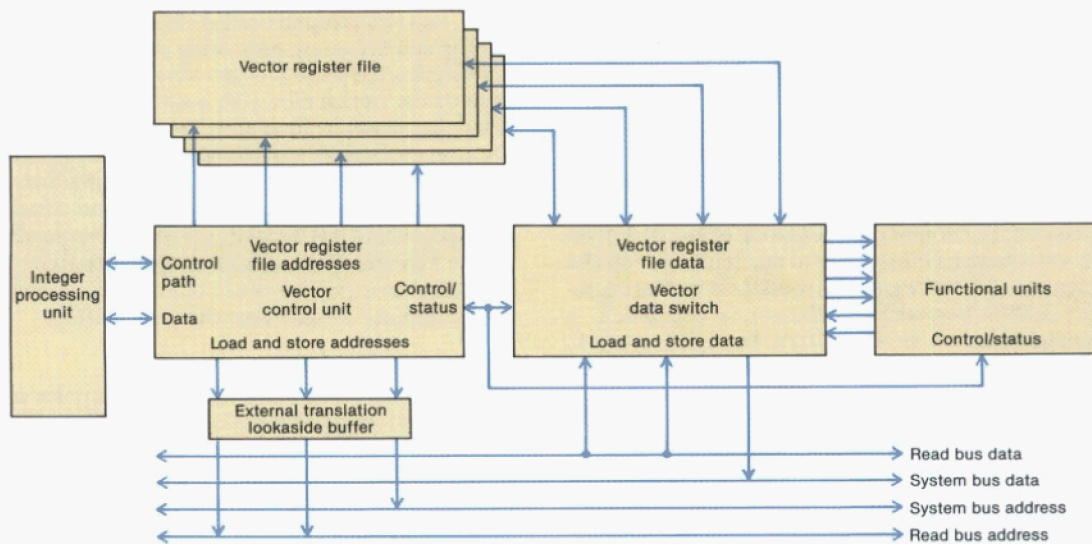 Vector register file
Integer
processing
unit
Control
path
Data
Vector register
file addresses
Vector
control unit
Load and store addresses
Control/
status
Vector register
file data
Vector
data switch
Load and store data
Functional units
Control/status
External translation
lookaside buffer
Read bus data
System bus data
System bus address
Read bus address